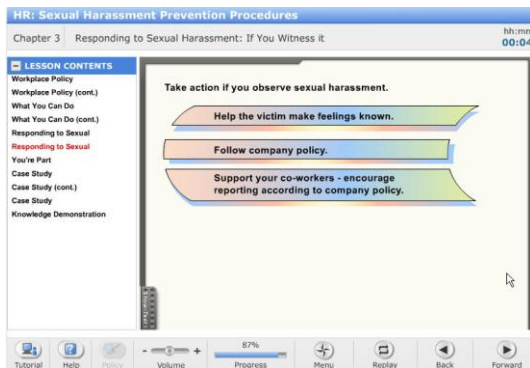 HR: Sexual Harassment Prevention Procedures
Chapter 3 Responding to Sexual Harassment: If You Witness it
hh:mm
00:04
LESSON CONTENTS
Workplace Policy
Workplace Policy (cont.)
What You Can Do
What You Can Do (cont.)
Responding to Sexual
Responding to Sexual
You're Part
Case Study
Case Study (cont.)
Case Study
Knowledge Demonstration
Take action if you observe sexual harassment.
Help the victim make feelings known.
Follow company policy.
Support your co-workers - encourage
reporting according to company policy.
Tutorial
Help
Policy
- +
Volume
87%
Progress
Menu
Replay
Back
Forward